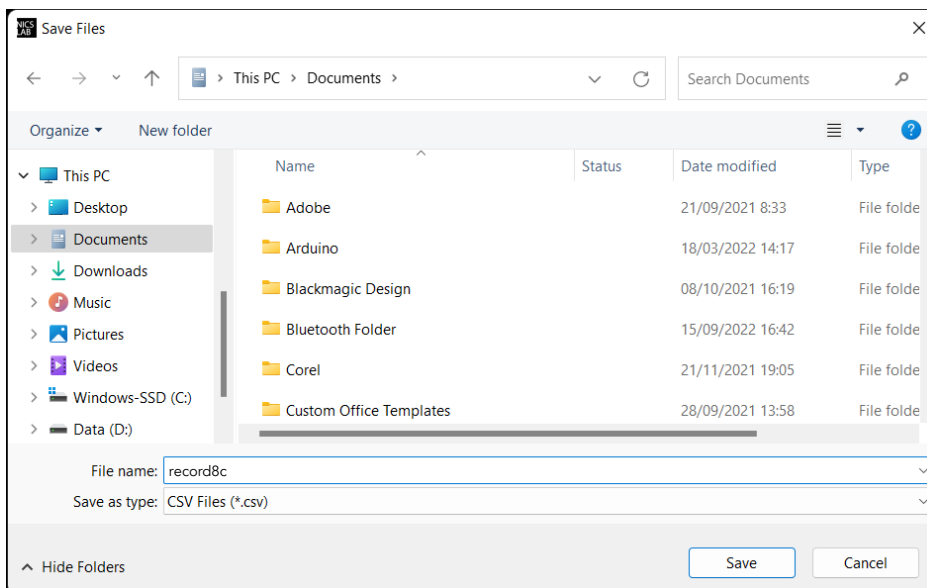 NICS
LAB
Save Files
This PC > Documents >
Search Documents
Organize
New folder
Name Status Date modified Type
This PC
Desktop
Documents
Downloads
Music
Pictures
Videos
Windows-SSD (C:)
Data (D:)
Adobe 21/09/2021 8:33 File folde
Arduino 18/03/2022 14:17 File folde
Blackmagic Design 08/10/2021 16:19 File folde
Bluetooth Folder 15/09/2022 16:42 File folde
Corel 21/11/2021 19:05 File folde
Custom Office Templates 28/09/2021 13:58 File folde
File name: record8c
Save as type: CSV Files (*.csv)
Hide Folders
Save
Cancel